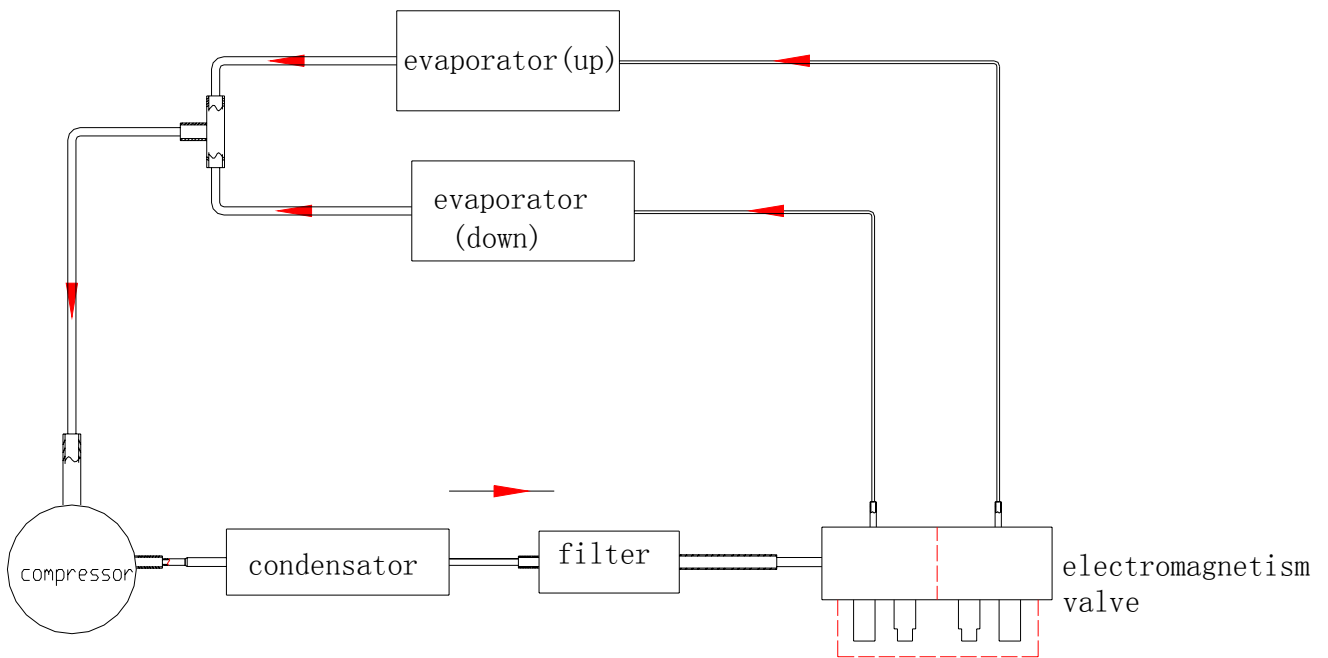 evaporator(up)
evaporator
(down)
compressor
condensator
filter
electromagnetism
valve